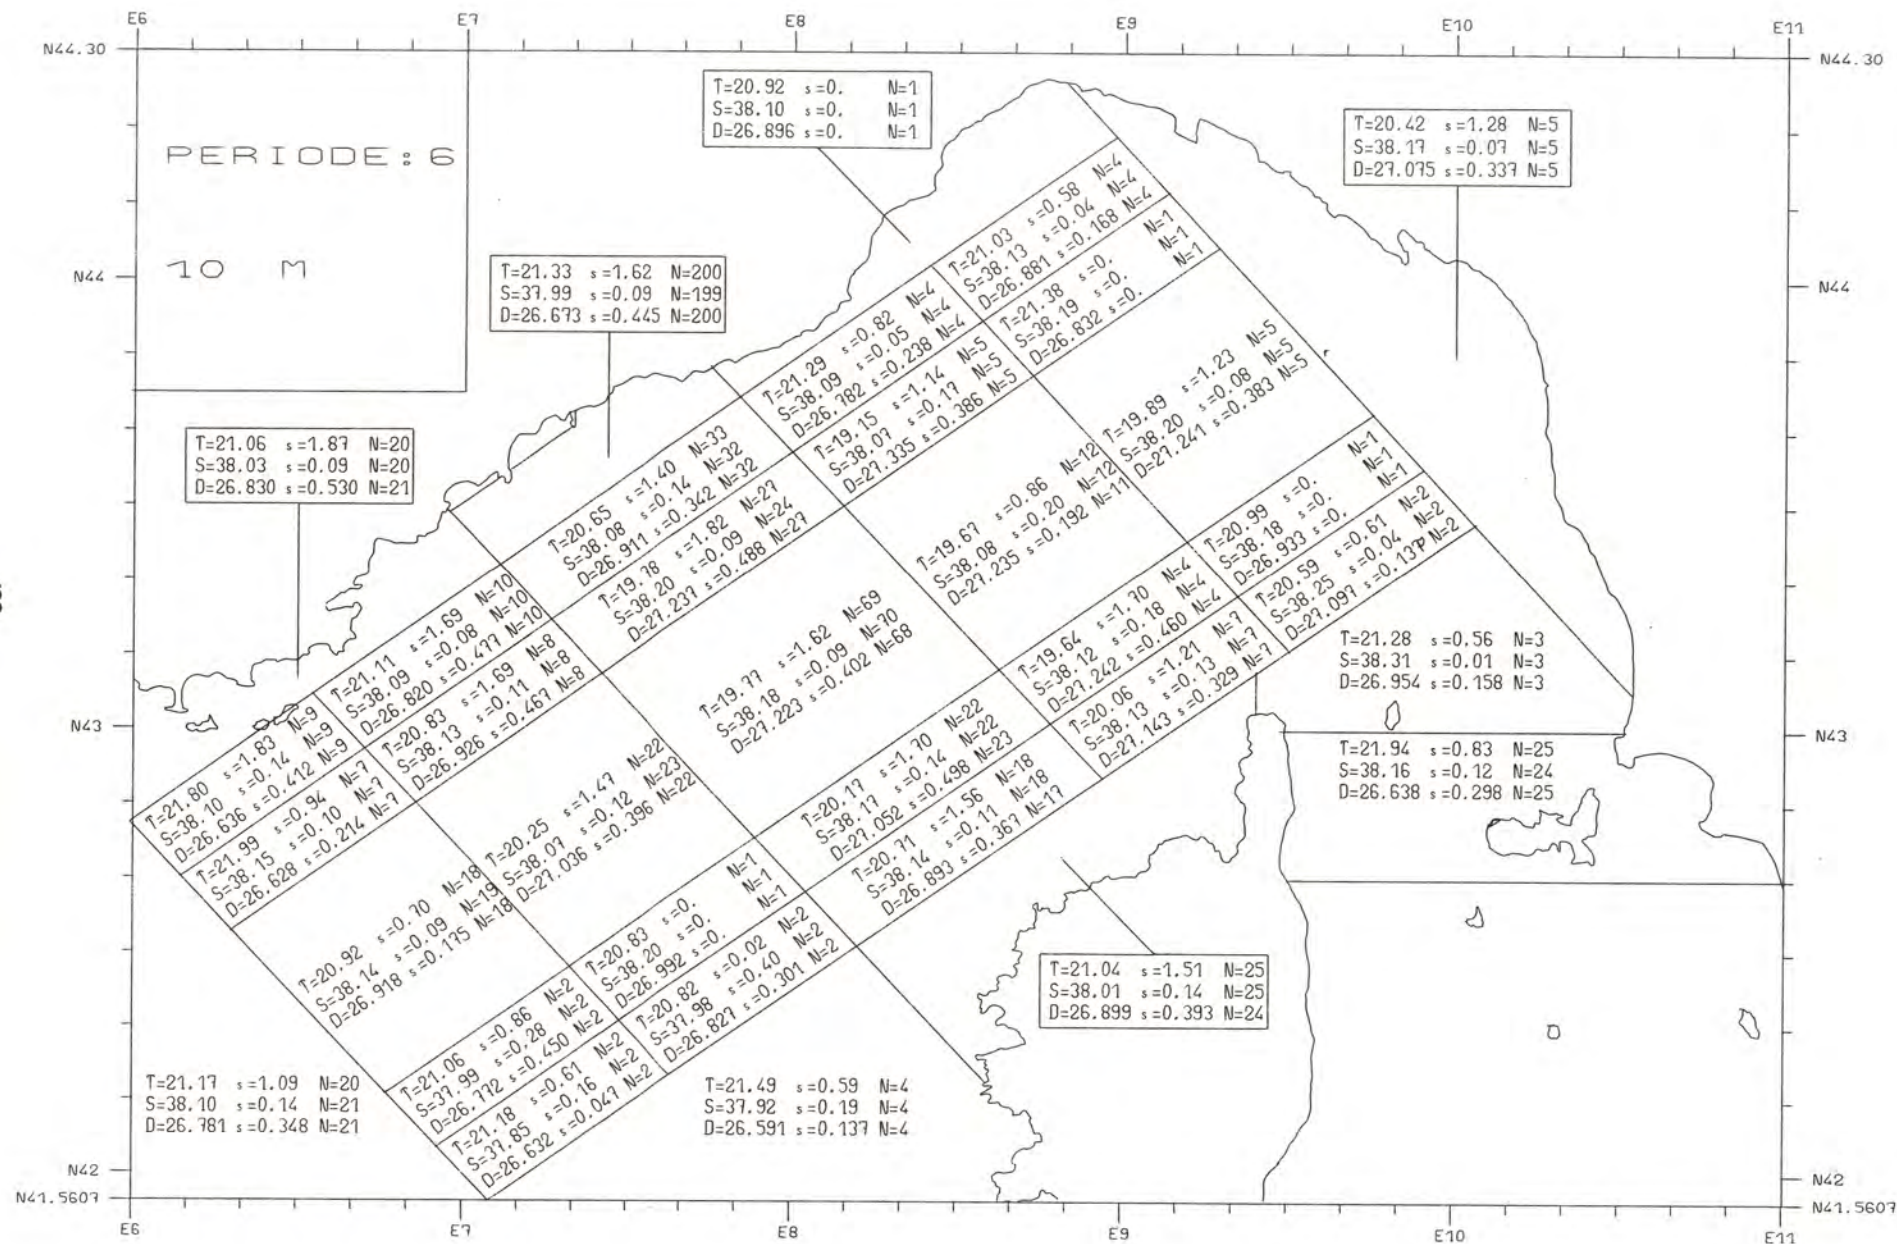 E6 E7 E8 E9 E10 E11
N44.30 N44.30
PERIODE:6
10 M
T=20.92 s=0. N=1
S=38.10 s=0. N=1
D=26.896 s=0. N=1
T=20.42 s=1.28 N=5
S=38.17 s=0.07 N=5
D=27.075 s=0.337 N=5
T=21.33 s=1.62 N=200
S=37.99 s=0.09 N=199
D=26.673 s=0.445 N=200
N44 N44
T=21.06 s=1.87 N=20
S=38.03 s=0.09 N=20
D=26.830 s=0.530 N=21
T=21.03 s=0.58 N=4
S=38.13 s=0.04 N=4
D=26.881 s=0.168 N=4
T=21.38 s=0. N=1
S=38.19 s=0. N=1
D=26.832 s=0. N=1
T=21.29 s=0.82 N=4
S=38.09 s=0.05 N=4
D=26.782 s=0.238 N=4
T=19.15 s=1.14 N=5
S=38.07 s=0.17 N=5
D=27.335 s=0.386 N=5
T=19.89 s=1.23 N=5
S=38.20 s=0.08 N=5
D=27.241 s=0.383 N=5
T=20.65 s=1.40 N=33
S=38.08 s=0.14 N=32
D=26.911 s=0.342 N=32
T=19.78 s=1.82 N=27
S=38.20 s=0.09 N=24
D=27.237 s=0.488 N=27
T=19.67 s=0.86 N=12
S=38.08 s=0.20 N=12
D=27.235 s=0.192 N=11
T=20.99 s=0. N=1
S=38.18 s=0. N=1
D=26.933 s=0. N=1
T=20.59 s=0.61 N=2
S=38.25 s=0.04 N=2
D=27.097 s=0.137 N=2
T=21.11 s=1.69 N=10
S=38.09 s=0.08 N=10
D=26.820 s=0.477 N=10
T=20.83 s=1.69 N=8
S=38.13 s=0.11 N=8
D=26.926 s=0.467 N=8
T=19.77 s=1.62 N=69
S=38.18 s=0.09 N=70
D=27.223 s=0.402 N=68
T=19.64 s=1.70 N=4
S=38.12 s=0.18 N=4
D=27.242 s=0.460 N=4
T=20.06 s=1.21 N=7
S=38.13 s=0.13 N=7
D=27.143 s=0.329 N=7
T=21.28 s=0.56 N=3
S=38.31 s=0.01 N=3
D=26.954 s=0.158 N=3
N43 N43
T=21.94 s=0.83 N=25
S=38.16 s=0.12 N=24
D=26.638 s=0.298 N=25
T=21.80 s=1.83 N=9
S=38.10 s=0.14 N=9
D=26.636 s=0.412 N=9
T=21.99 s=0.94 N=7
S=38.15 s=0.10 N=7
D=26.628 s=0.214 N=7
T=20.25 s=1.47 N=22
S=38.07 s=0.12 N=23
D=27.036 s=0.396 N=22
T=20.17 s=1.70 N=22
S=38.17 s=0.14 N=22
D=27.052 s=0.498 N=23
T=20.71 s=1.56 N=18
S=38.14 s=0.11 N=18
D=26.893 s=0.367 N=17
T=20.92 s=0.70 N=18
S=38.14 s=0.09 N=19
D=26.918 s=0.175 N=18
T=20.83 s=0. N=1
S=38.20 s=0. N=1
D=26.992 s=0. N=1
T=20.82 s=0.02 N=2
S=37.98 s=0.40 N=2
D=26.827 s=0.301 N=2
T=21.04 s=1.51 N=25
S=38.01 s=0.14 N=25
D=26.899 s=0.393 N=24
T=21.06 s=0.86 N=2
S=37.99 s=0.28 N=2
D=26.772 s=0.450 N=2
T=21.18 s=0.61 N=2
S=37.85 s=0.16 N=2
D=26.632 s=0.047 N=2
T=21.17 s=1.09 N=20
S=38.10 s=0.14 N=21
D=26.781 s=0.348 N=21
T=21.49 s=0.59 N=4
S=37.92 s=0.19 N=4
D=26.591 s=0.137 N=4
N42 N42
N41.5607 N41.5607
E6 E7 E8 E9 E10 E11